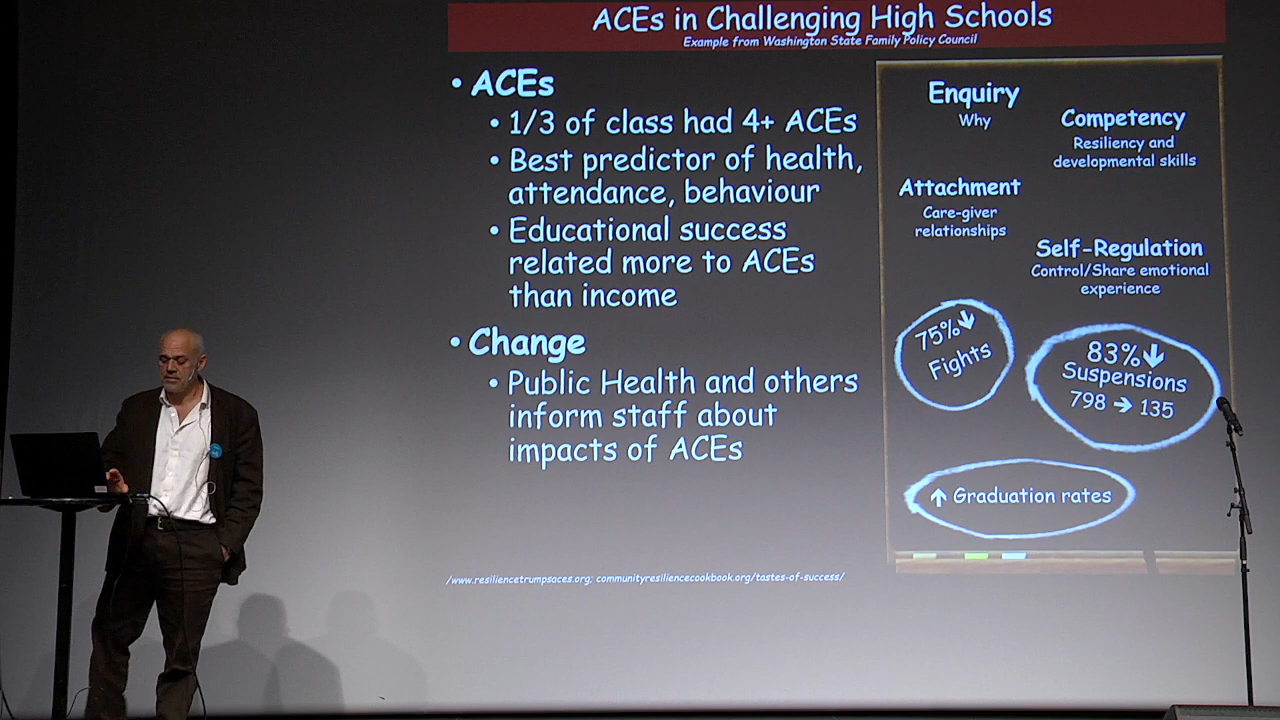 ACEs in Challenging High Schools
Example from Washington State Family Policy Council
• ACEs
• 1/3 of class had 4+ ACEs
• Best predictor of health,
attendance, behaviour
• Educational success
related more to ACEs
than income
• Change
• Public Health and others
inform staff about
impacts of ACEs
Enquiry
Why
Competency
Resiliency and
developmental skills
Attachment
Care-giver
relationships
Self-Regulation
Control/Share emotional
experience
75%↓
Fights
83%↓
Suspensions
798 → 135
↑ Graduation rates
/www.resiliencetrumpsaces.org; communityresiliencecookbook.org/tastes-of-success/